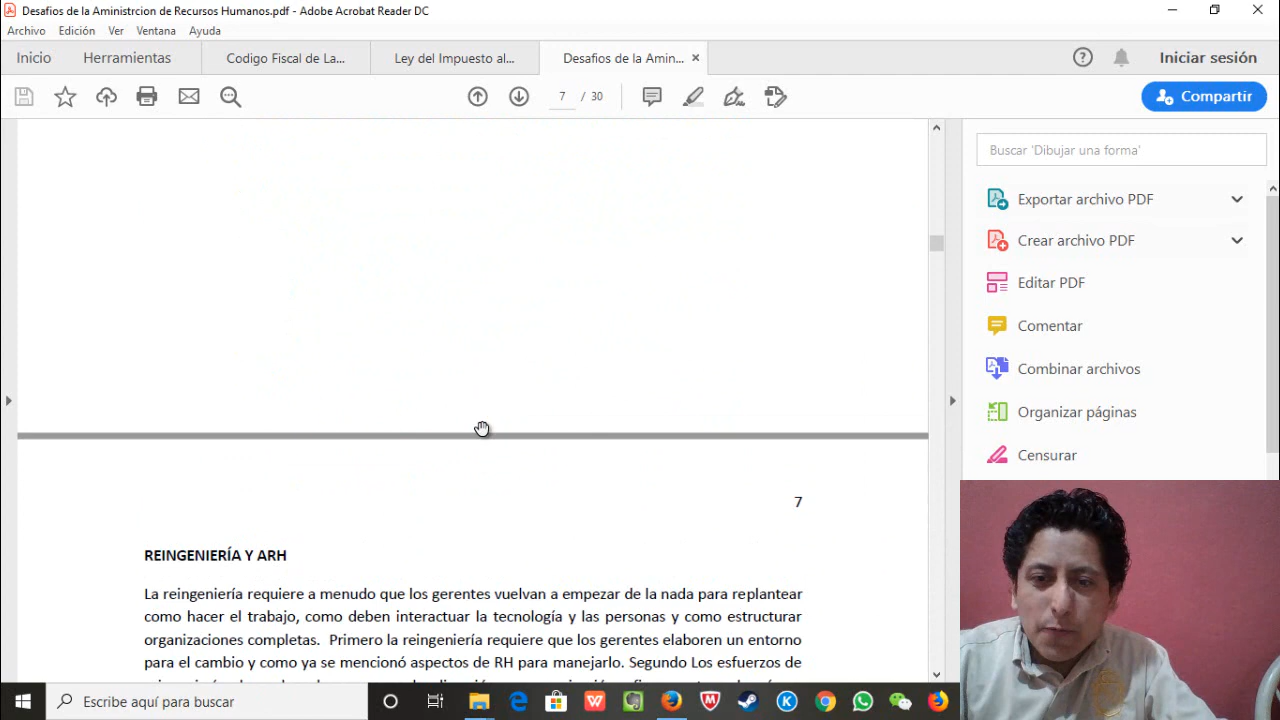 Desafios de la Aministrcion de Recursos Humanos.pdf - Adobe Acrobat Reader DC
Archivo Edición Ver Ventana Ayuda
Inicio Herramientas Codigo Fiscal de La... Ley del Impuesto al... Desafios de la Amin... Iniciar sesión
7 / 30 Compartir
Buscar 'Dibujar una forma'
Exportar archivo PDF
Crear archivo PDF
Editar PDF
Comentar
Combinar archivos
Organizar páginas
Censurar
7
REINGENIERÍA Y ARH
La reingeniería requiere a menudo que los gerentes vuelvan a empezar de la nada para replantear
como hacer el trabajo, como deben interactuar la tecnología y las personas y como estructurar
organizaciones completas. Primero la reingeniería requiere que los gerentes elaboren un entorno
para el cambio y como ya se mencionó aspectos de RH para manejarlo. Segundo Los esfuerzos de
Escribe aquí para buscar